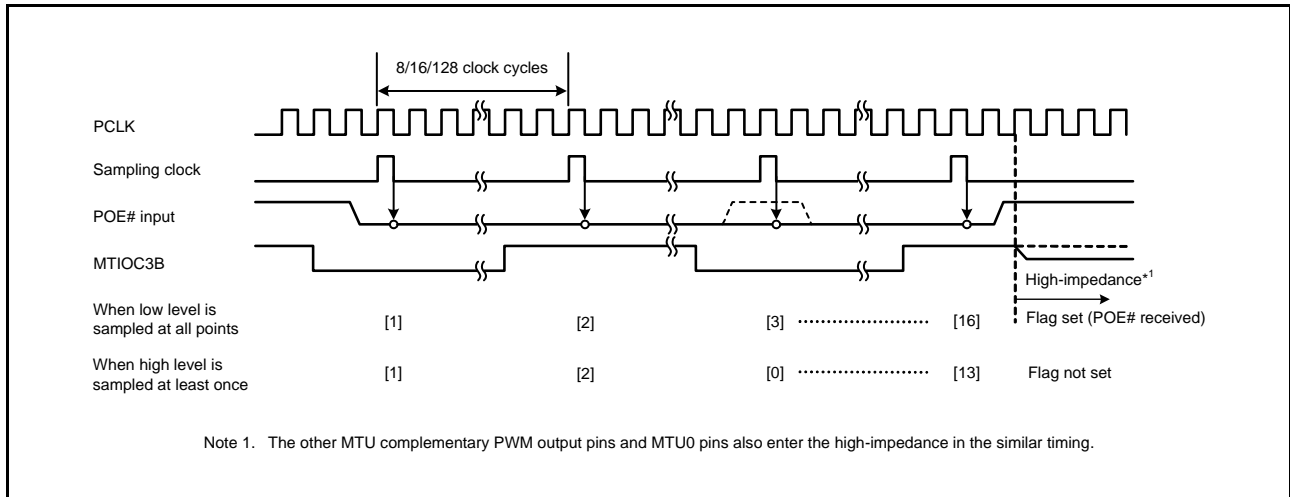 8/16/128 clock cycles
PCLK
Sampling clock
POE# input
MTIOC3B
High-impedance*1
When low level is
sampled at all points
[1] [2] [3] [16] Flag set (POE# received)
When high level is
sampled at least once
[1] [2] [0] [13] Flag not set
Note 1. The other MTU complementary PWM output pins and MTU0 pins also enter the high-impedance in the similar timing.